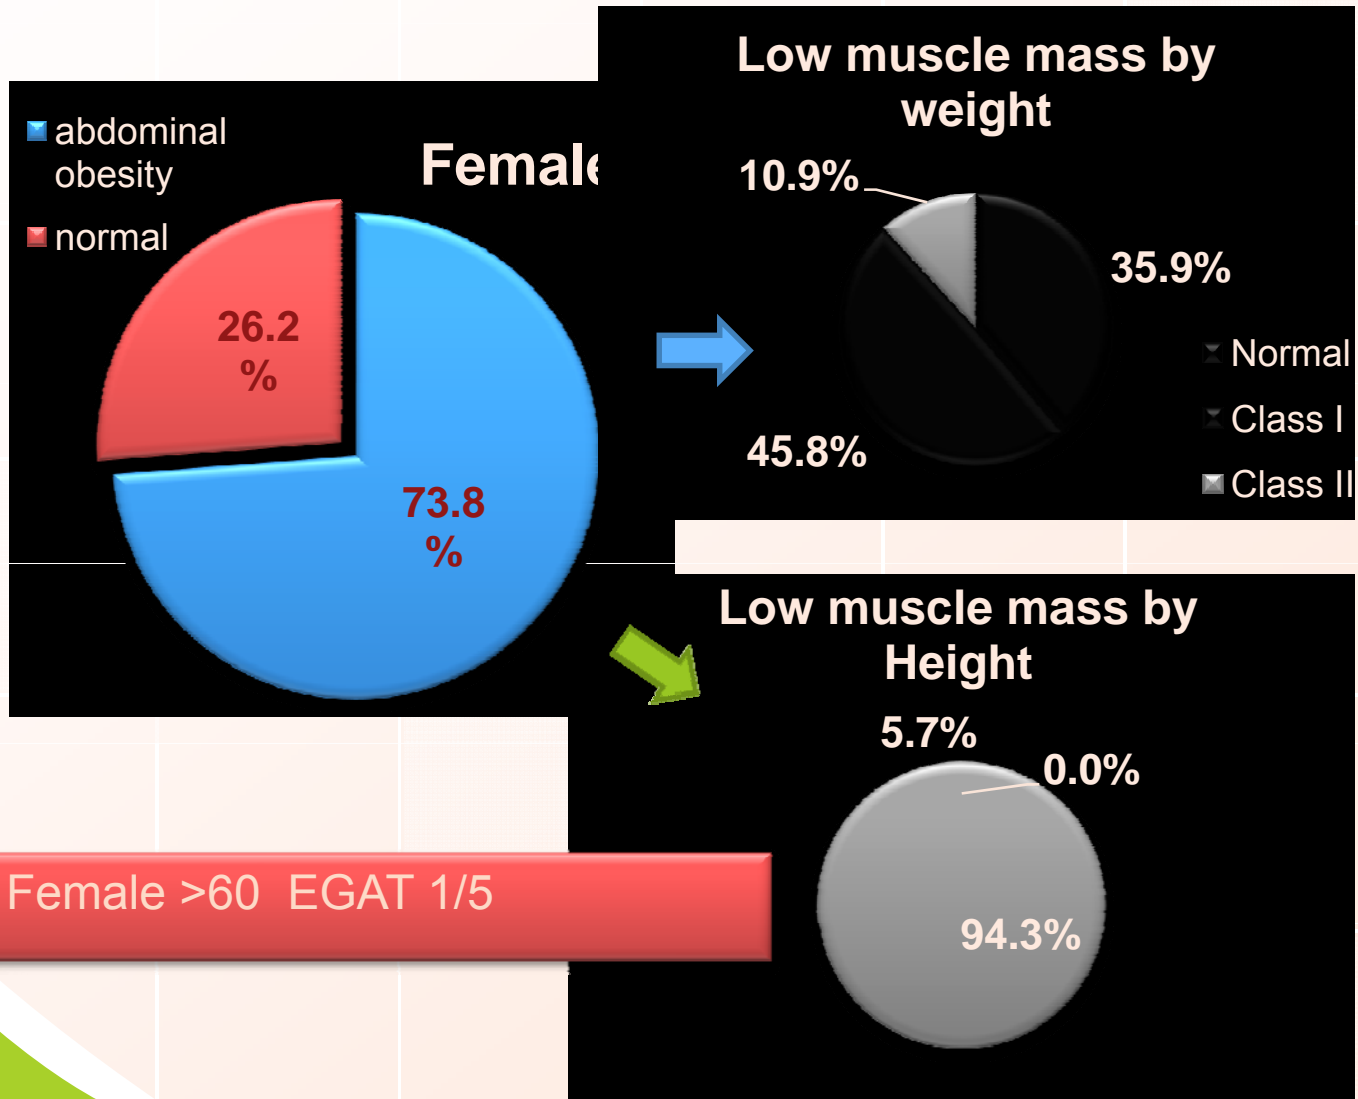 abdominal
obesity
normal
Female
26.2
%
73.8
%
Low muscle mass by
weight
10.9%
35.9%
45.8%
Normal
Class I
Class II
Low muscle mass by
Height
5.7%
0.0%
94.3%
Female >60 EGAT 1/5